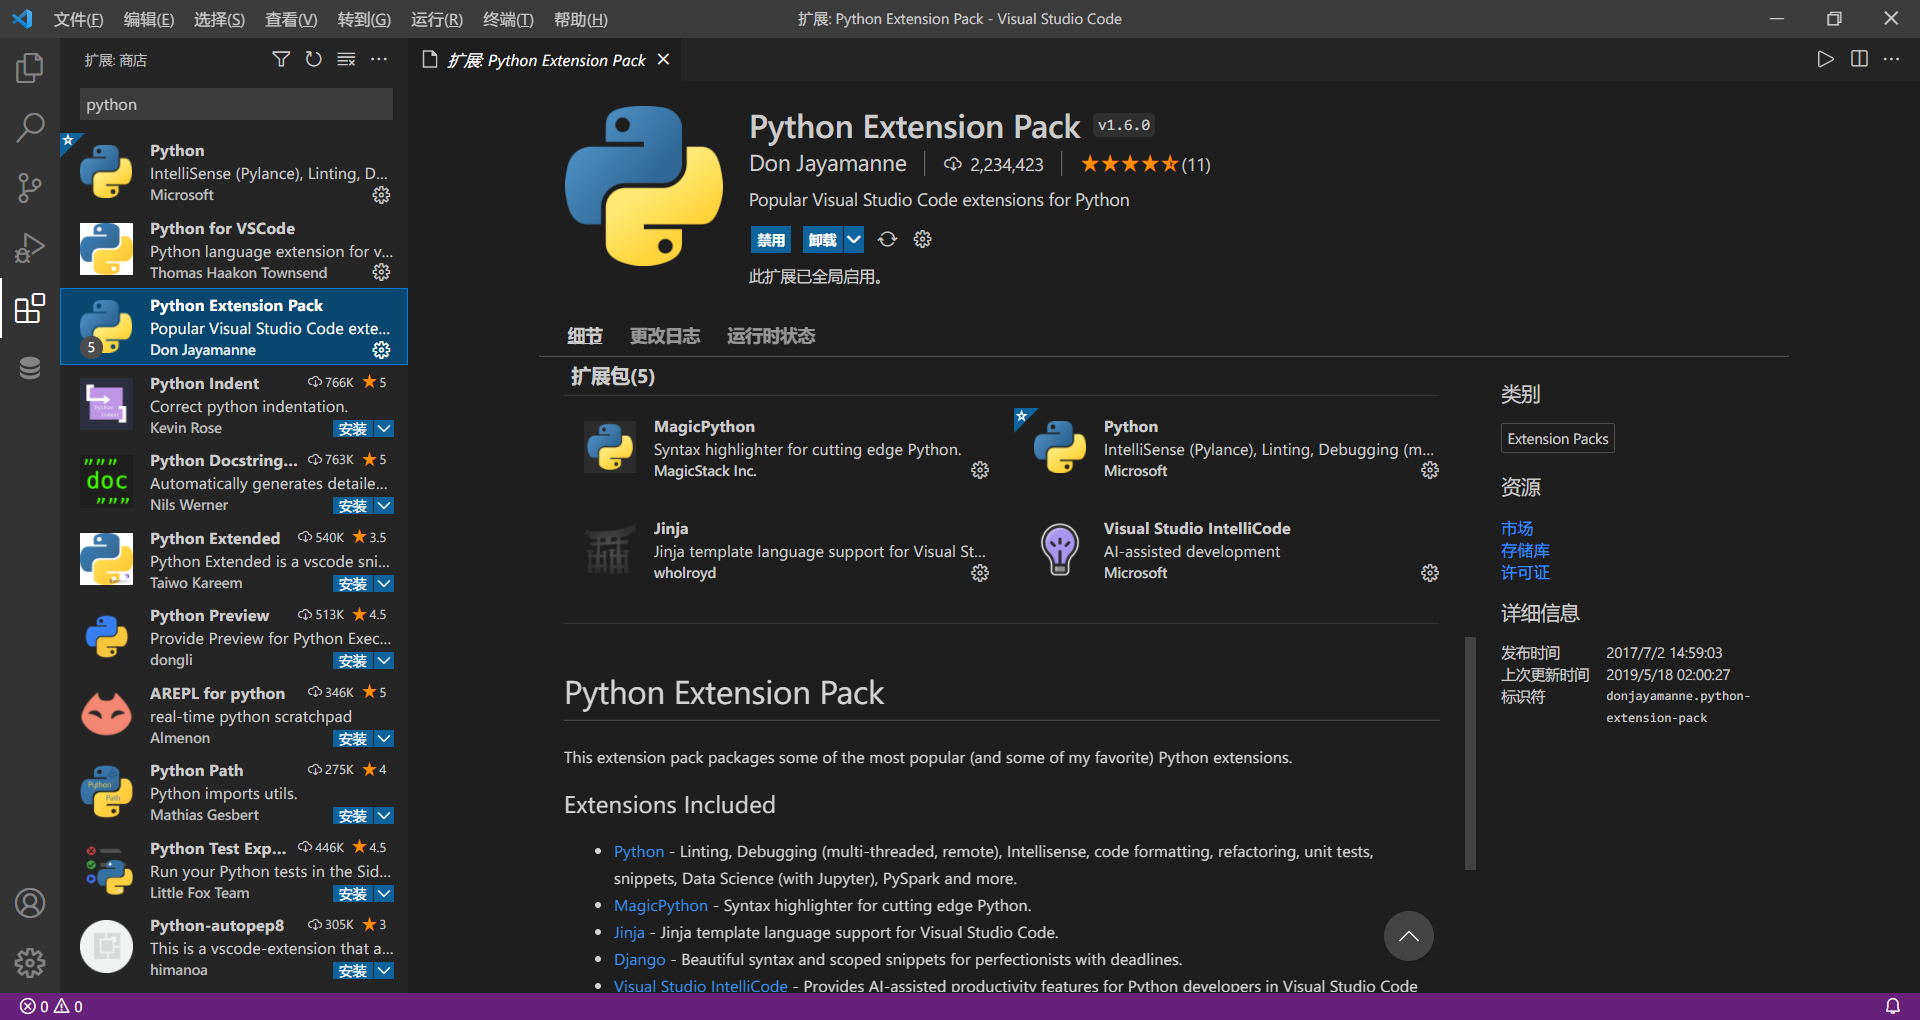 文件(F) 编辑(E) 选择(S) 查看(V) 转到(G) 运行(R) 终端(T) 帮助(H)
扩展: Python Extension Pack - Visual Studio Code
扩展: 商店
python
Python
IntelliSense (Pylance), Linting, D...
Microsoft
Python for VSCode
Python language extension for v...
Thomas Haakon Townsend
Python Extension Pack
Popular Visual Studio Code exte...
5
Don Jayamanne
Python Indent 766K 5
Correct python indentation.
Kevin Rose 安装
Python Docstring... 763K 5
Automatically generates detaile...
Nils Werner 安装
"""
doc
"""
Python Extended 540K 3.5
Python Extended is a vscode sni...
Taiwo Kareem 安装
Python Preview 513K 4.5
Provide Preview for Python Exec...
dongli 安装
AREPL for python 346K 5
real-time python scratchpad
Almenon 安装
Python Path 275K 4
Python imports utils.
Mathias Gesbert 安装
Python
Path
Python Test Exp... 446K 4.5
Run your Python tests in the Sid...
Little Fox Team 安装
Python-autopep8 305K 3
This is a vscode-extension that a...
himanoa 安装
扩展: Python Extension Pack
Python Extension Pack v1.6.0
Don Jayamanne 2,234,423 (11)
Popular Visual Studio Code extensions for Python
禁用 卸载
此扩展已全局启用。
细节 更改日志 运行时状态
扩展包(5)
MagicPython
Syntax highlighter for cutting edge Python.
MagicStack Inc.
Python
IntelliSense (Pylance), Linting, Debugging (m...
Microsoft
Jinja
Jinja template language support for Visual St...
wholroyd
Visual Studio IntelliCode
AI-assisted development
Microsoft
Python Extension Pack
This extension pack packages some of the most popular (and some of my favorite) Python extensions.
Extensions Included
• Python - Linting, Debugging (multi-threaded, remote), Intellisense, code formatting, refactoring, unit tests,
snippets, Data Science (with Jupyter), PySpark and more.
• MagicPython - Syntax highlighter for cutting edge Python.
• Jinja - Jinja template language support for Visual Studio Code.
• Django - Beautiful syntax and scoped snippets for perfectionists with deadlines.
• Visual Studio IntelliCode - Provides AI-assisted productivity features for Python developers in Visual Studio Code
类别
Extension Packs
资源
市场
存储库
许可证
详细信息
发布时间 2017/7/2 14:59:03
上次更新时间 2019/5/18 02:00:27
标识符 donjayamanne.python-
extension-pack
0 0